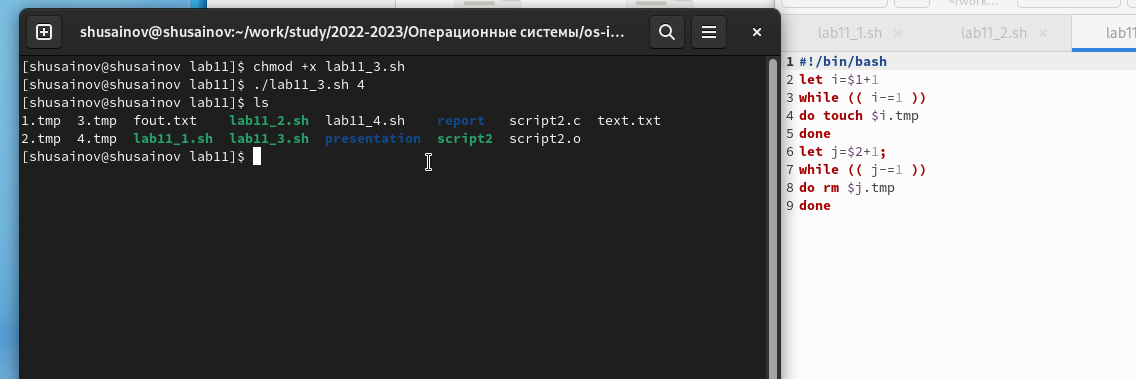 shusainov@shusainov:~/work/study/2022-2023/Операционные системы/os-i...
[shusainov@shusainov lab11]$ chmod +x lab11_3.sh
[shusainov@shusainov lab11]$ ./lab11_3.sh 4
[shusainov@shusainov lab11]$ ls
1.tmp 3.tmp fout.txt lab11_2.sh lab11_4.sh report script2.c text.txt
2.tmp 4.tmp lab11_1.sh lab11_3.sh presentation script2 script2.o
[shusainov@shusainov lab11]$
~/work...
lab11_1.sh × lab11_2.sh × lab11
1 #!/bin/bash
2 let i=$1+1
3 while (( i-=1 ))
4 do touch $i.tmp
5 done
6 let j=$2+1;
7 while (( j-=1 ))
8 do rm $j.tmp
9 done